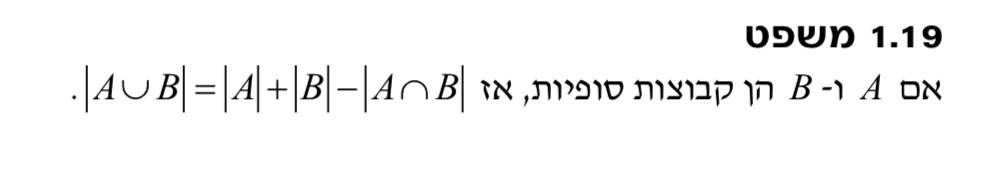 1.19 משפט
אם A ו- B הן קבוצות סופיות, אז |A∪B|=|A|+|B|−|A∩B|.